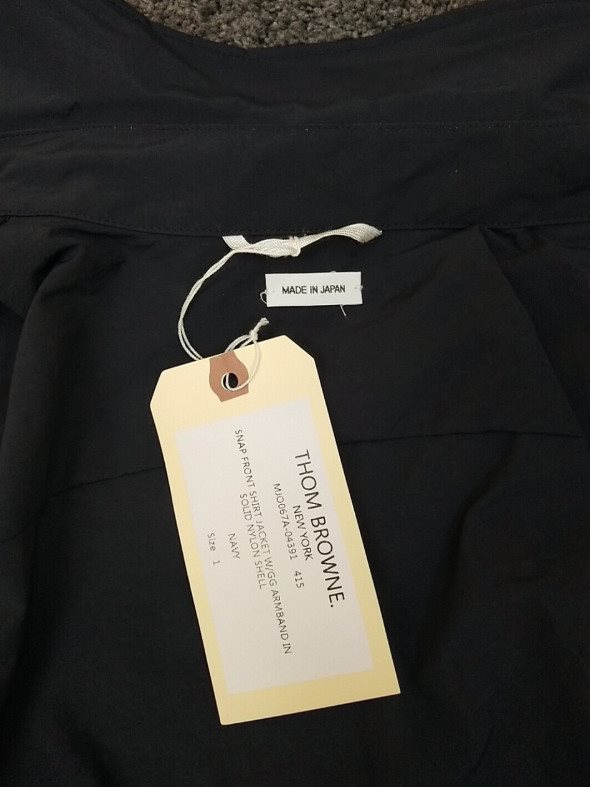 MADE IN JAPAN
THOM BROWNE.
NEW YORK
MJO067A-04391 415
SNAP FRONT SHIRT JACKET W/GG ARMBAND IN
SOLID NYLON SHELL
NAVY
Size 1